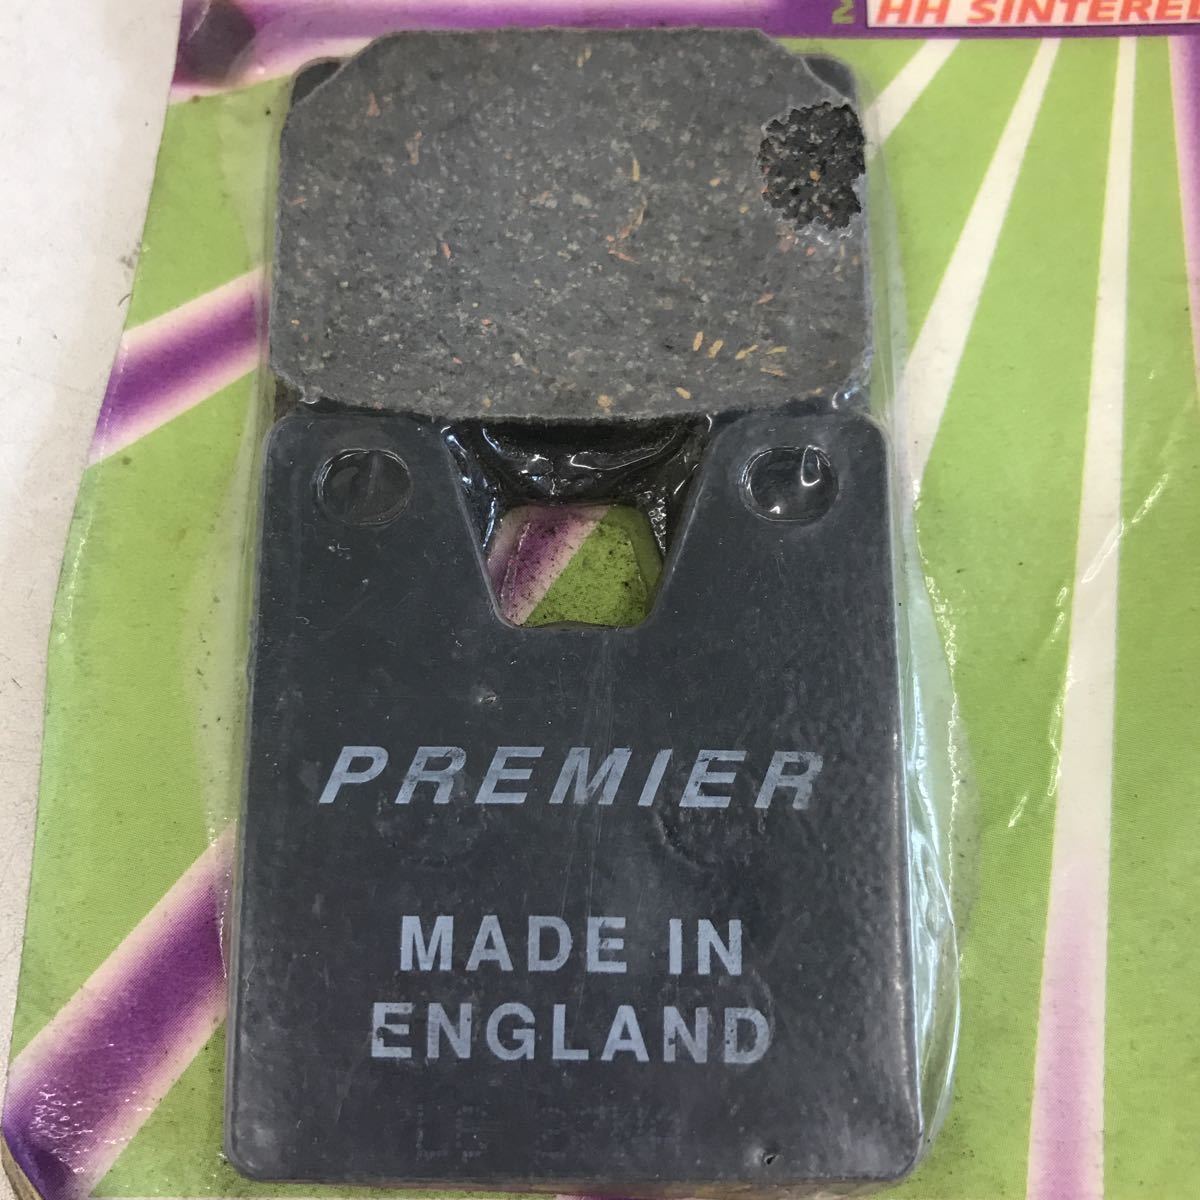 HH SINTERED
PREMIER
MADE IN
ENGLAND